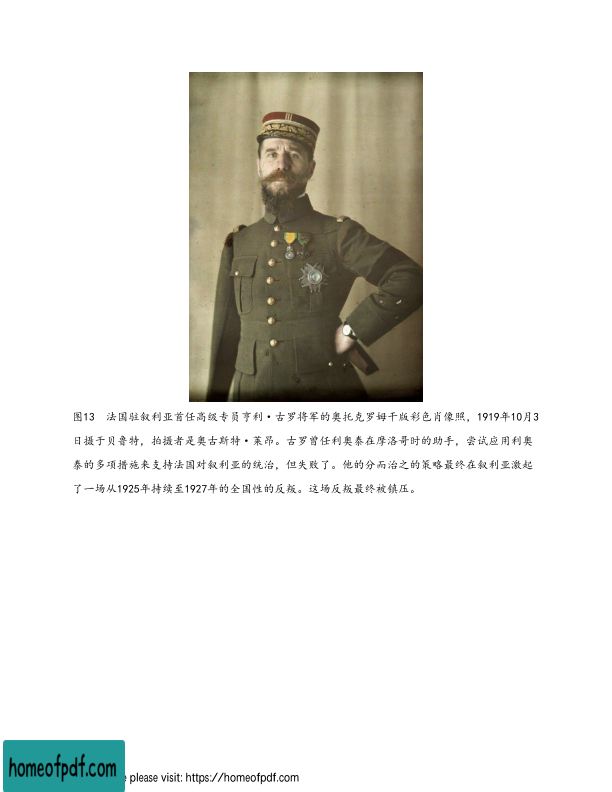 图13 法国驻叙利亚首任高级专员亨利·古罗将军的奥托克罗姆干版彩色肖像照，1919年10月3
日摄于贝鲁特，拍摄者是奥古斯特·莱昂。古罗曾任利奥泰在摩洛哥时的助手，尝试应用利奥
泰的多项措施来支持法国对叙利亚的统治，但失败了。他的分而治之的策略最终在叙利亚激起
了一场从1925年持续至1927年的全国性的反叛。这场反叛最终被镇压。
homeofpdf.com
e please visit: https://homeofpdf.com